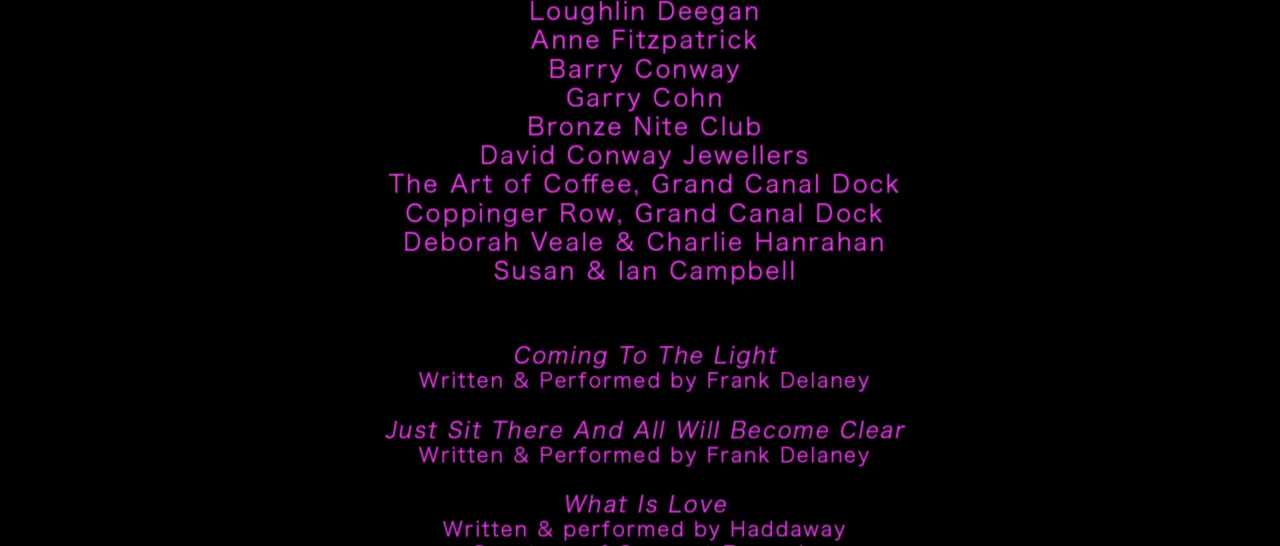 Loughlin Deegan
Anne Fitzpatrick
Barry Conway
Garry Cohn
Bronze Nite Club
David Conway Jewellers
The Art of Coffee, Grand Canal Dock
Coppinger Row, Grand Canal Dock
Deborah Veale & Charlie Hanrahan
Susan & Ian Campbell
Coming To The Light
Written & Performed by Frank Delaney
Just Sit There And All Will Become Clear
Written & Performed by Frank Delaney
What Is Love
Written & performed by Haddaway